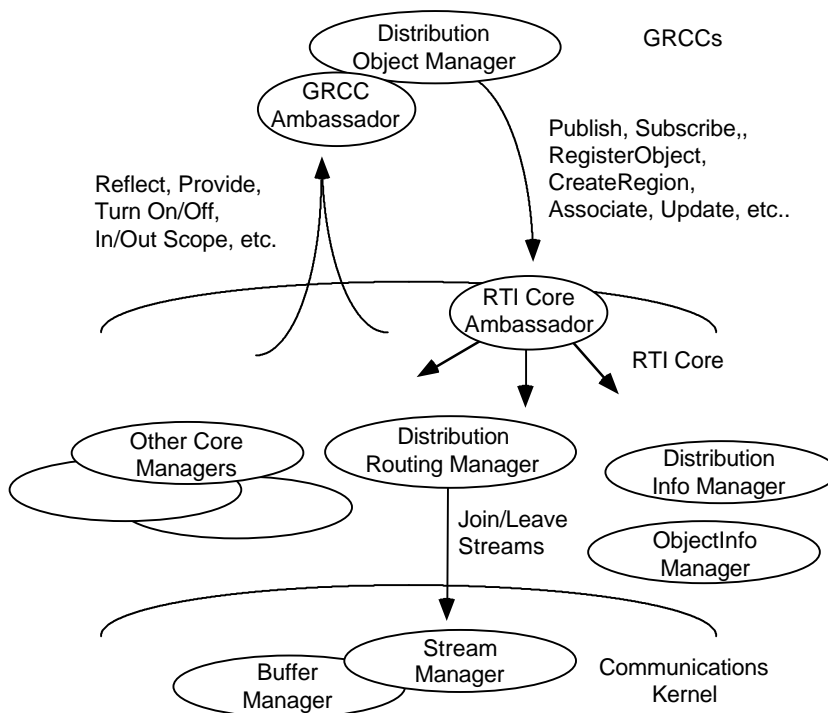 Distribution
Object Manager
GRCCs
GRCC
Ambassador
Publish, Subscribe,,
RegisterObject,
CreateRegion,
Associate, Update, etc..
Reflect, Provide,
Turn On/Off,
In/Out Scope, etc.
RTI Core
Ambassador
RTI Core
Other Core
Managers
Distribution
Routing Manager
Distribution
Info Manager
Join/Leave
Streams
ObjectInfo
Manager
Stream
Manager
Buffer
Manager
Communications
Kernel